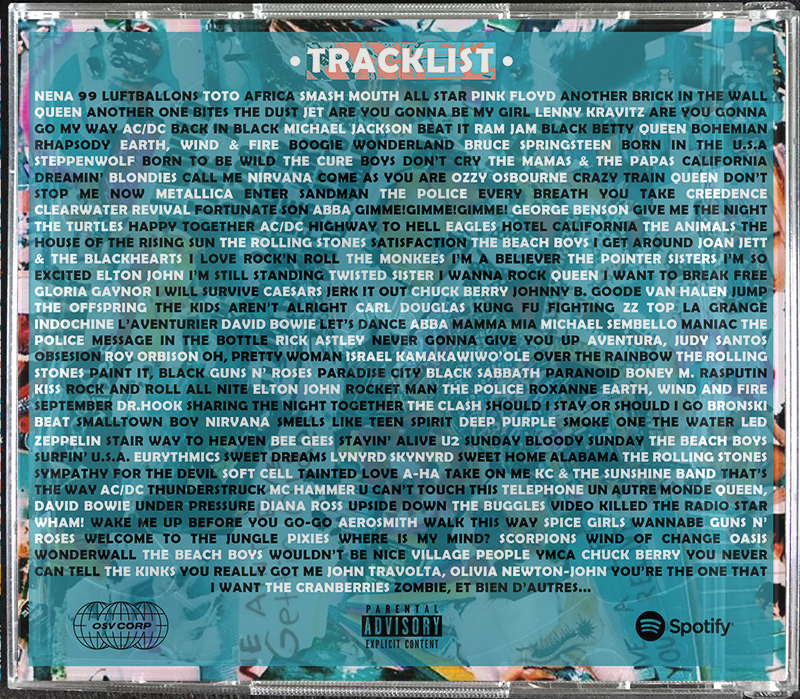 • TRACKLIST •
NENA 99 LUFTBALLONS TOTO AFRICA SMASH MOUTH ALL STAR PINK FLOYD ANOTHER BRICK IN THE WALL
QUEEN ANOTHER ONE BITES THE DUST JET ARE YOU GONNA BE MY GIRL LENNY KRAVITZ ARE YOU GONNA
GO MY WAY AC/DC BACK IN BLACK MICHAEL JACKSON BEAT IT RAM JAM BLACK BETTY QUEEN BOHEMIAN
RHAPSODY EARTH, WIND & FIRE BOOGIE WONDERLAND BRUCE SPRINGSTEEN BORN IN THE U.S.A
STEPPENWOLF BORN TO BE WILD THE CURE BOYS DON'T CRY THE MAMAS & THE PAPAS CALIFORNIA
DREAMIN' BLONDIES CALL ME NIRVANA COME AS YOU ARE OZZY OSBOURNE CRAZY TRAIN QUEEN DON'T
STOP ME NOW METALLICA ENTER SANDMAN THE POLICE EVERY BREATH YOU TAKE CREEDENCE
CLEARWATER REVIVAL FORTUNATE SON ABBA GIMME!GIMME!GIMME! GEORGE BENSON GIVE ME THE NIGHT
THE TURTLES HAPPY TOGETHER AC/DC HIGHWAY TO HELL EAGLES HOTEL CALIFORNIA THE ANIMALS THE
HOUSE OF THE RISING SUN THE ROLLING STONES SATISFACTION THE BEACH BOYS I GET AROUND JOAN JETT
& THE BLACKHEARTS I LOVE ROCK'N ROLL THE MONKEES I'M A BELIEVER THE POINTER SISTERS I'M SO
EXCITED ELTON JOHN I'M STILL STANDING TWISTED SISTER I WANNA ROCK QUEEN I WANT TO BREAK FREE
GLORIA GAYNOR I WILL SURVIVE CAESARS JERK IT OUT CHUCK BERRY JOHNNY B. GOODE VAN HALEN JUMP
THE OFFSPRING THE KIDS AREN'T ALRIGHT CARL DOUGLAS KUNG FU FIGHTING ZZ TOP LA GRANGE
INDOCHINE L'AVENTURIER DAVID BOWIE LET'S DANCE ABBA MAMMA MIA MICHAEL SEMBELLO MANIAC THE
POLICE MESSAGE IN THE BOTTLE RICK ASTLEY NEVER GONNA GIVE YOU UP AVENTURA, JUDY SANTOS
OBSESION ROY ORBISON OH, PRETTY WOMAN ISRAEL KAMAKAWIWO'OLE OVER THE RAINBOW THE ROLLING
STONES PAINT IT, BLACK GUNS N' ROSES PARADISE CITY BLACK SABBATH PARANOID BONEY M. RASPUTIN
KISS ROCK AND ROLL ALL NITE ELTON JOHN ROCKET MAN THE POLICE ROXANNE EARTH, WIND AND FIRE
SEPTEMBER DR.HOOK SHARING THE NIGHT TOGETHER THE CLASH SHOULD I STAY OR SHOULD I GO BRONSKI
BEAT SMALLTOWN BOY NIRVANA SMELLS LIKE TEEN SPIRIT DEEP PURPLE SMOKE ONE THE WATER LED
ZEPPELIN STAIR WAY TO HEAVEN BEE GEES STAYIN' ALIVE U2 SUNDAY BLOODY SUNDAY THE BEACH BOYS
SURFIN' U.S.A. EURYTHMICS SWEET DREAMS LYNYRD SKYNYRD SWEET HOME ALABAMA THE ROLLING STONES
SYMPATHY FOR THE DEVIL SOFT CELL TAINTED LOVE A-HA TAKE ON ME KC & THE SUNSHINE BAND THAT'S
THE WAY AC/DC THUNDERSTRUCK MC HAMMER U CAN'T TOUCH THIS TELEPHONE UN AUTRE MONDE QUEEN,
DAVID BOWIE UNDER PRESSURE DIANA ROSS UPSIDE DOWN THE BUGGLES VIDEO KILLED THE RADIO STAR
WHAM! WAKE ME UP BEFORE YOU GO-GO AEROSMITH WALK THIS WAY SPICE GIRLS WANNABE GUNS N'
ROSES WELCOME TO THE JUNGLE PIXIES WHERE IS MY MIND? SCORPIONS WIND OF CHANGE OASIS
WONDERWALL THE BEACH BOYS WOULDN'T BE NICE VILLAGE PEOPLE YMCA CHUCK BERRY YOU NEVER
CAN TELL THE KINKS YOU REALLY GOT ME JOHN TRAVOLTA, OLIVIA NEWTON-JOHN YOU'RE THE ONE THAT
I WANT THE CRANBERRIES ZOMBIE, ET BIEN D'AUTRES...
OSV CORP
PARENTAL
ADVISORY
EXPLICIT CONTENT
Spotify